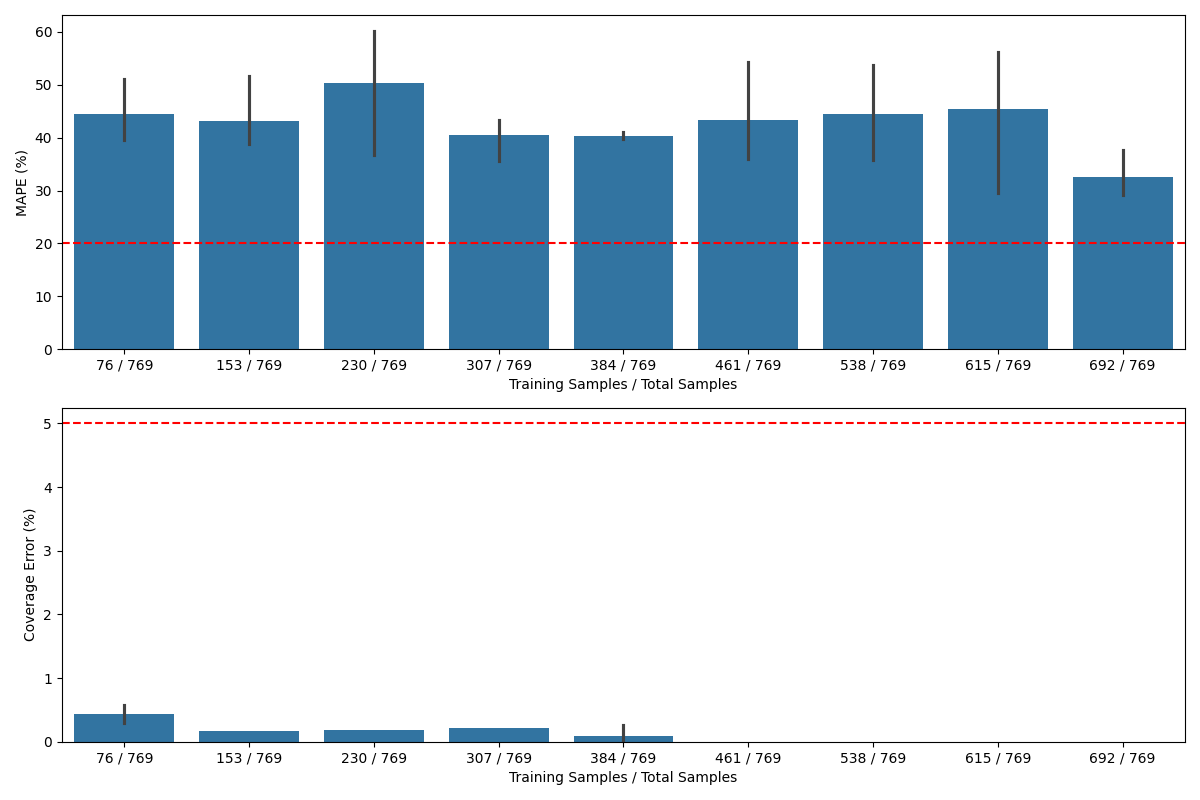 60
50
40
30
20
10
0
MAPE (%)
76 / 769 153 / 769 230 / 769 307 / 769 384 / 769 461 / 769 538 / 769 615 / 769 692 / 769
Training Samples / Total Samples
5
4
3
2
1
0
Coverage Error (%)
76 / 769 153 / 769 230 / 769 307 / 769 384 / 769 461 / 769 538 / 769 615 / 769 692 / 769
Training Samples / Total Samples